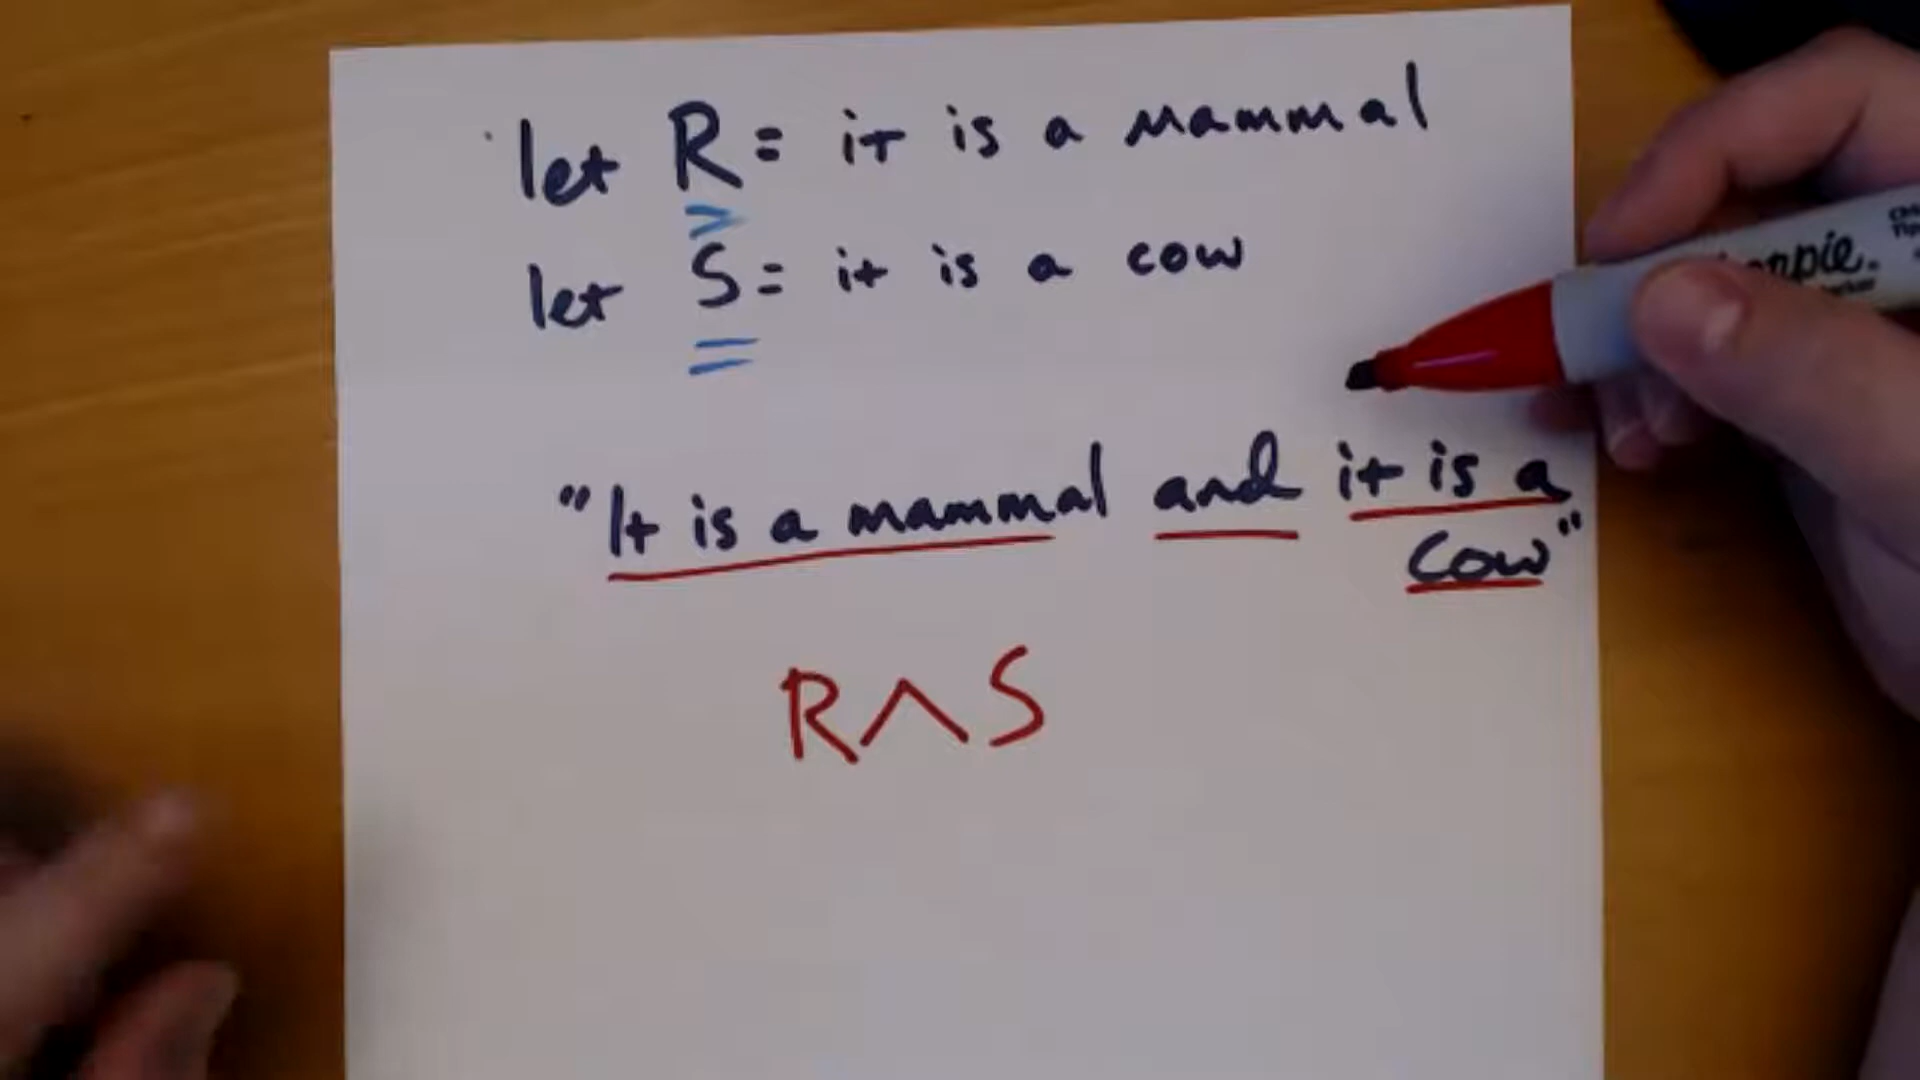 let R = it is a mammal
let S = it is a cow
"It is a mammal and it is a
cow"
R∧S